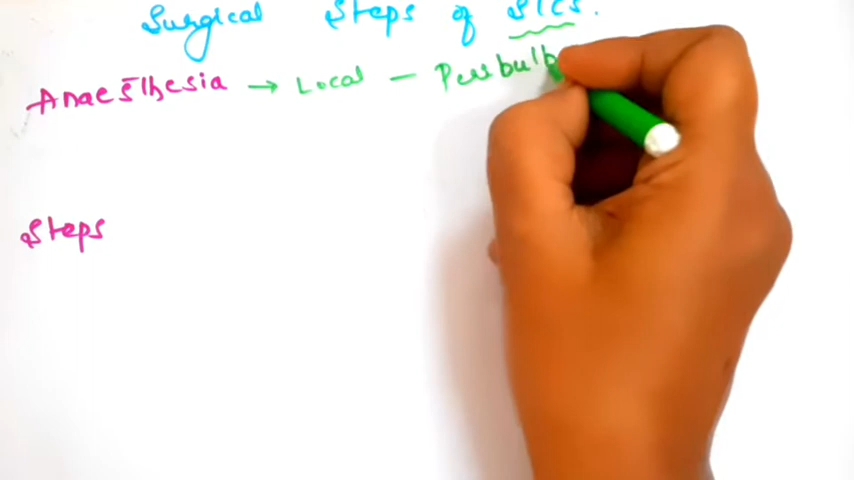 Surgical Steps of SICS.
Anaesthesia → Local — Peribulb
Steps